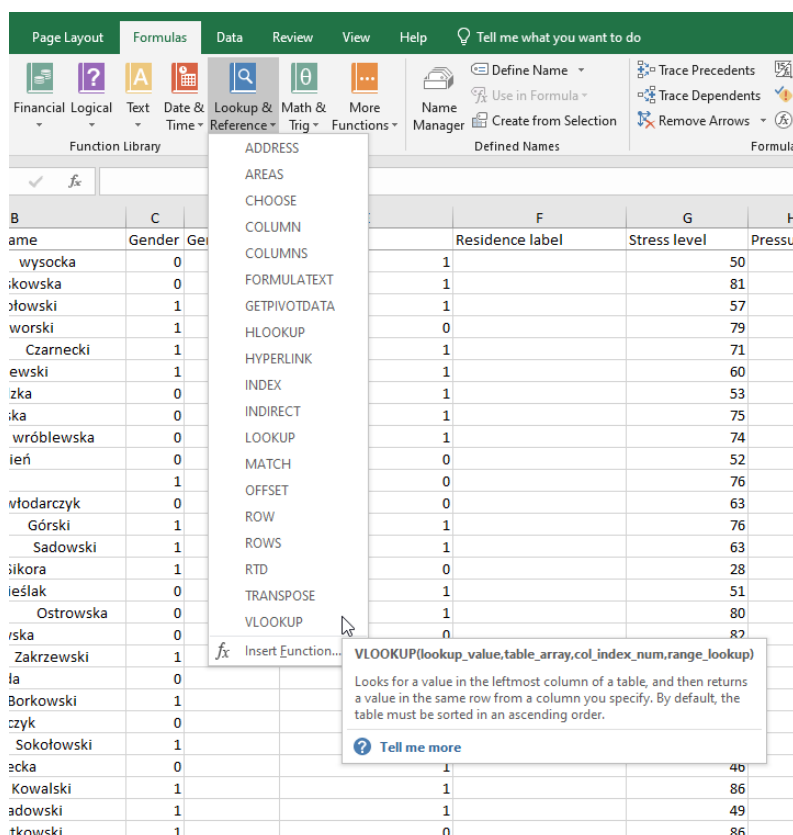 Page Layout Formulas Data Review View Help Tell me what you want to do
Financial Logical Text Date & Time Lookup & Reference Math & Trig More Functions Name Manager
Define Name Trace Precedents
Use in Formula Trace Dependents
Create from Selection Remove Arrows
Function Library Defined Names
fx
ADDRESS
AREAS
CHOOSE
COLUMN
COLUMNS
FORMULATEXT
GETPIVOTDATA
HLOOKUP
HYPERLINK
INDEX
INDIRECT
LOOKUP
MATCH
OFFSET
ROW
ROWS
RTD
TRANSPOSE
VLOOKUP
fx Insert Function...
VLOOKUP(lookup_value,table_array,col_index_num,range_lookup)
Looks for a value in the leftmost column of a table, and then returns
a value in the same row from a column you specify. By default, the
table must be sorted in an ascending order.
Tell me more
B C F G
ame Gender Residence label Stress level Pressu
wysocka 0 1 50
skowska 0 1 81
ołowski 1 1 57
worski 1 0 79
Czarnecki 1 1 71
ewski 1 1 60
zka 0 1 53
ska 0 1 75
wróblewska 0 1 74
ień 0 0 52
1 0 76
włodarczyk 0 0 63
Górski 1 1 76
Sadowski 1 1 63
Sikora 1 0 28
ieślak 0 1 51
Ostrowska 0 1 80
ska 0 0 82
Zakrzewski 1
da 0
Borkowski 1
czyk 0
Sokołowski 1
ecka 0 1 46
Kowalski 1 1 86
adowski 1 1 49
tkowski 1 0 86